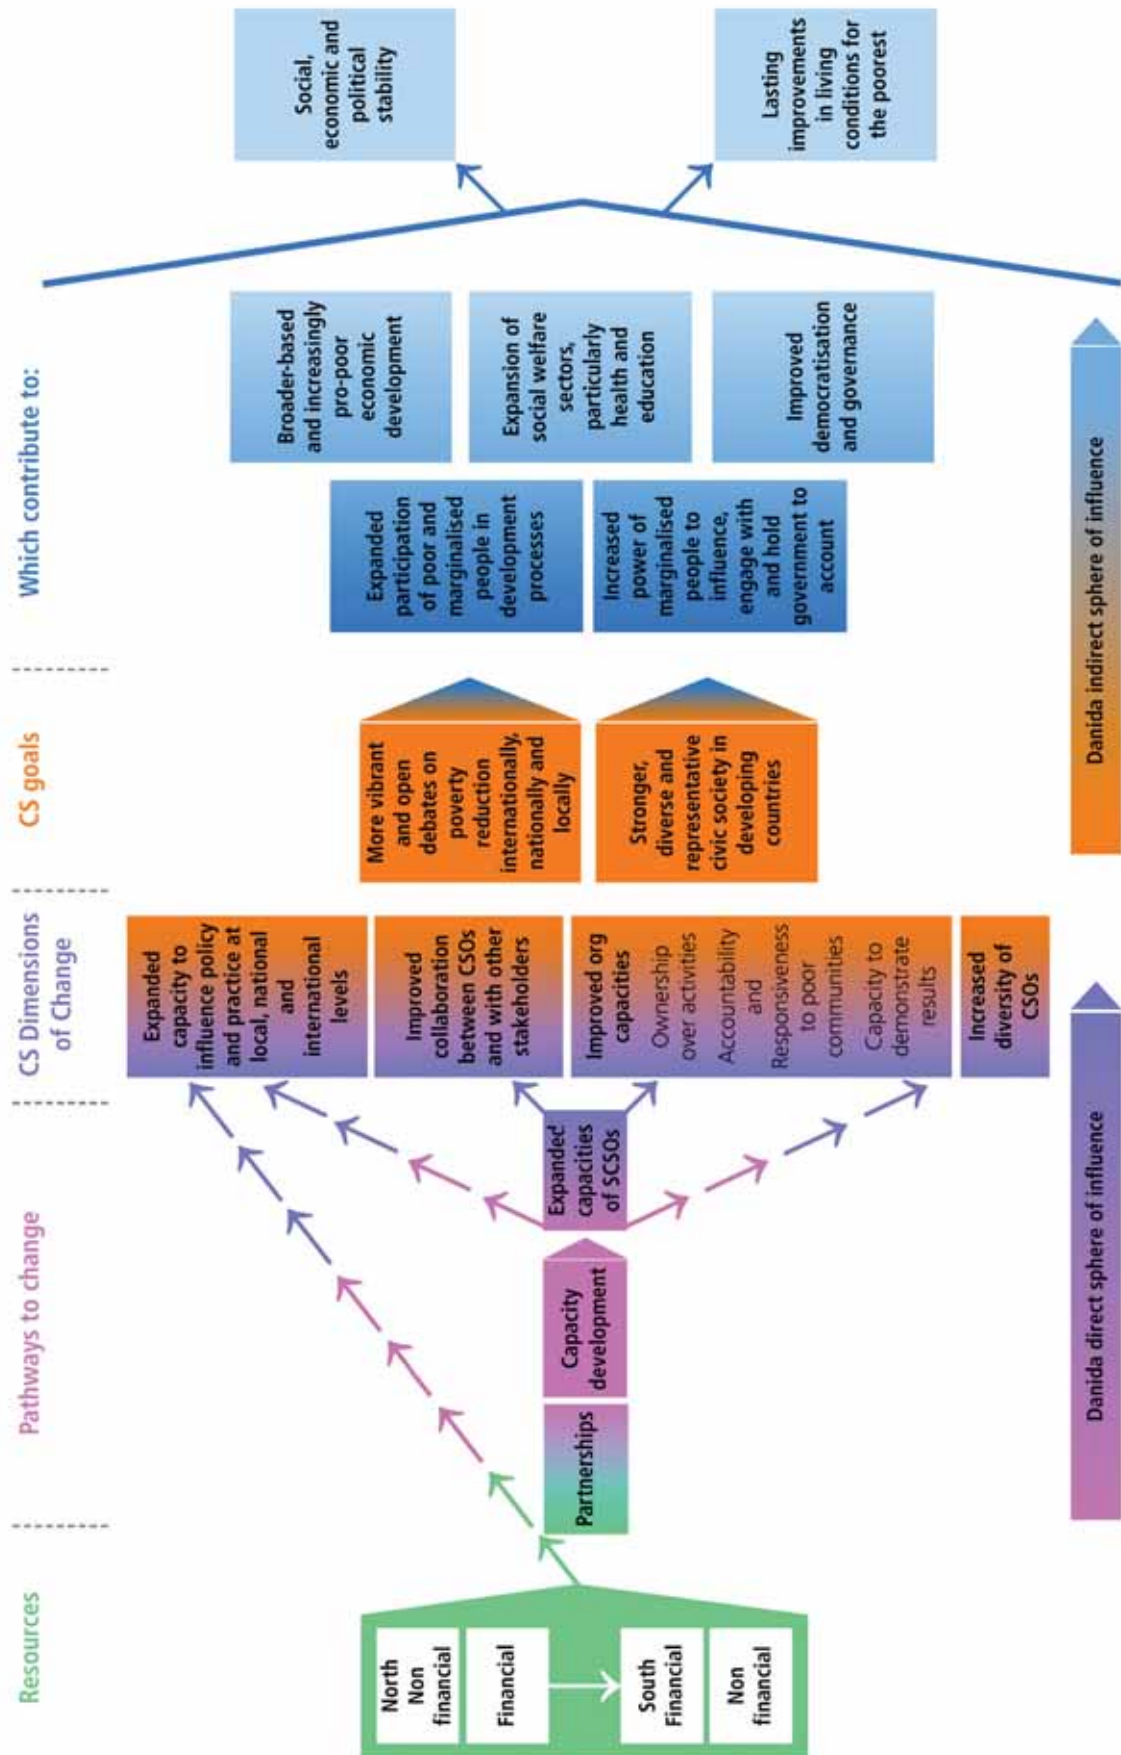 Resources
Pathways to change
CS Dimensions
of Change
CS goals
Which contribute to:
North
Non
financial
Financial
South
Financial
Non
financial
Partnerships
Capacity
development
Expanded
capacities
of SCSOs
Expanded
capacity to
influence policy
and practice at
local, national
and
international
levels
Improved
collaboration
between CSOs
and with other
stakeholders
Improved org
capacities
Ownership
over activities
Accountability
and
Responsiveness
to poor
communities
Capacity to
demonstrate
results
Increased
diversity of
CSOs
More vibrant
and open
debates on
poverty
reduction
internationally,
nationally and
locally
Stronger,
diverse and
representative
civic society in
developing
countries
Expanded
participation
of poor and
marginalised
people in
development
processes
Increased
power of
marginalised
people to
influence,
engage with
and hold
government to
account
Broader-based
and increasingly
pro-poor
economic
development
Expansion of
social welfare
sectors,
particularly
health and
education
Improved
democratisation
and governance
Social,
economic and
political
stability
Lasting
improvements
in living
conditions for
the poorest
Danida direct sphere of influence
Danida indirect sphere of influence